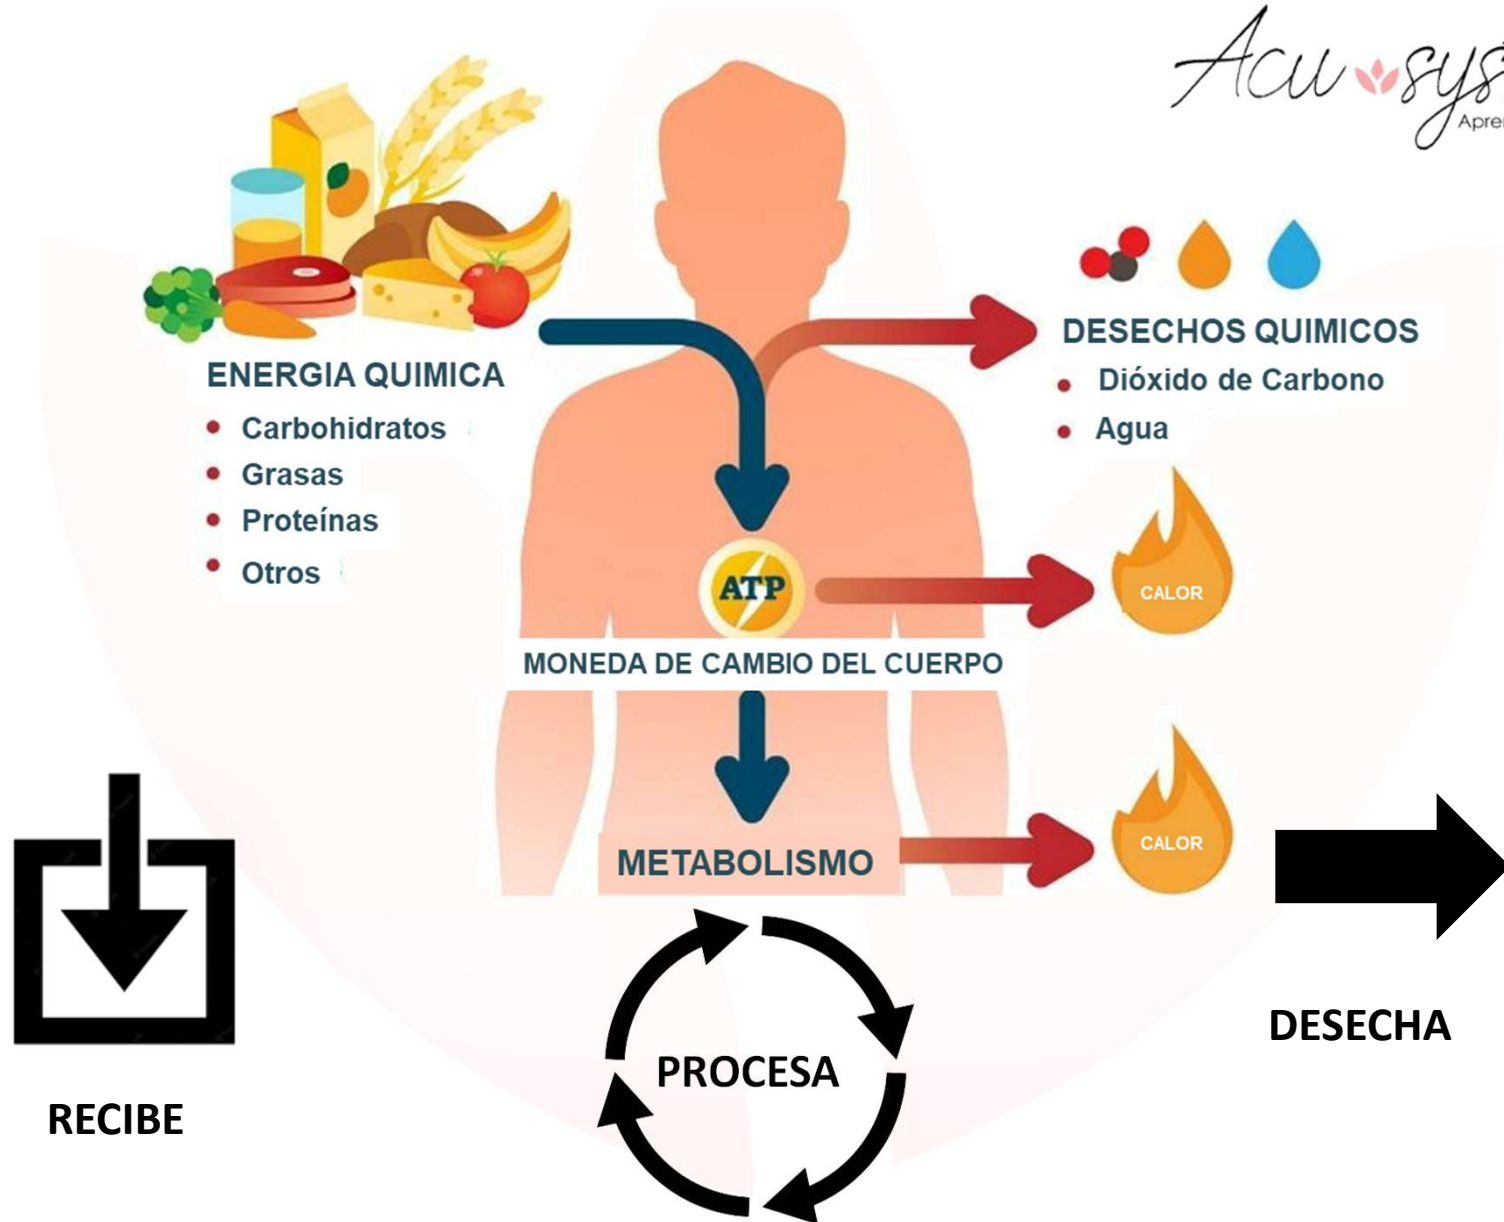 Acu
ENERGIA QUIMICA
Carbohidratos
Grasas
Proteínas
Otros
DESECHOS QUIMICOS
Dióxido de Carbono
Agua
ATP
CALOR
MONEDA DE CAMBIO DEL CUERPO
METABOLISMO
CALOR
RECIBE
PROCESA
DESECHA